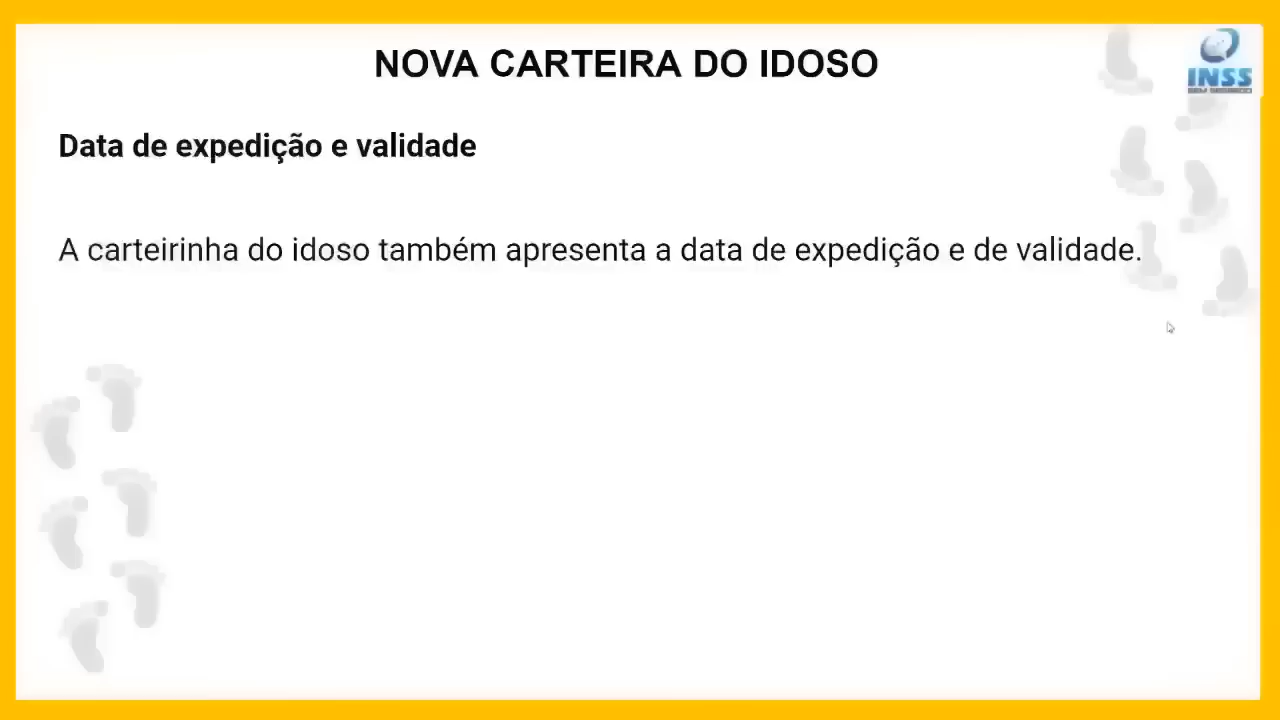 NOVA CARTEIRA DO IDOSO
INSS
Data de expedição e validade
A carteirinha do idoso também apresenta a data de expedição e de validade.